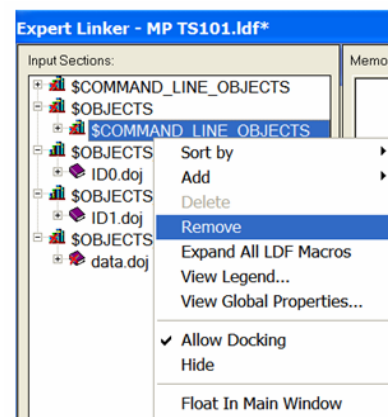 Expert Linker - MP TS101.ldf*
Input Sections:
Memo
$COMMAND_LINE_OBJECTS
$OBJECTS
$COMMAND_LINE_OBJECTS
$OBJECTS
ID0.doj
$OBJECTS
ID1.doj
$OBJECTS
data.doj
Sort by
Add
Delete
Remove
Expand All LDF Macros
View Legend...
View Global Properties...
Allow Docking
Hide
Float In Main Window